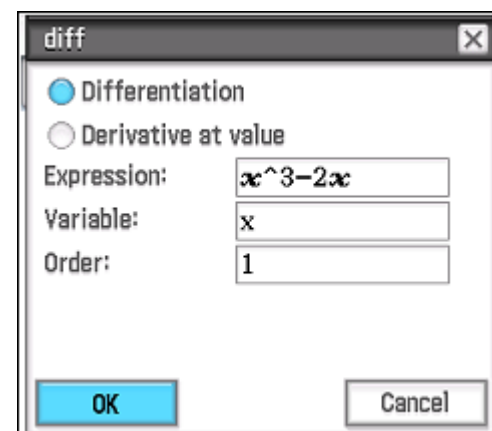 diff
Differentiation
Derivative at value
Expression: x^3-2x
Variable: x
Order: 1
OK Cancel